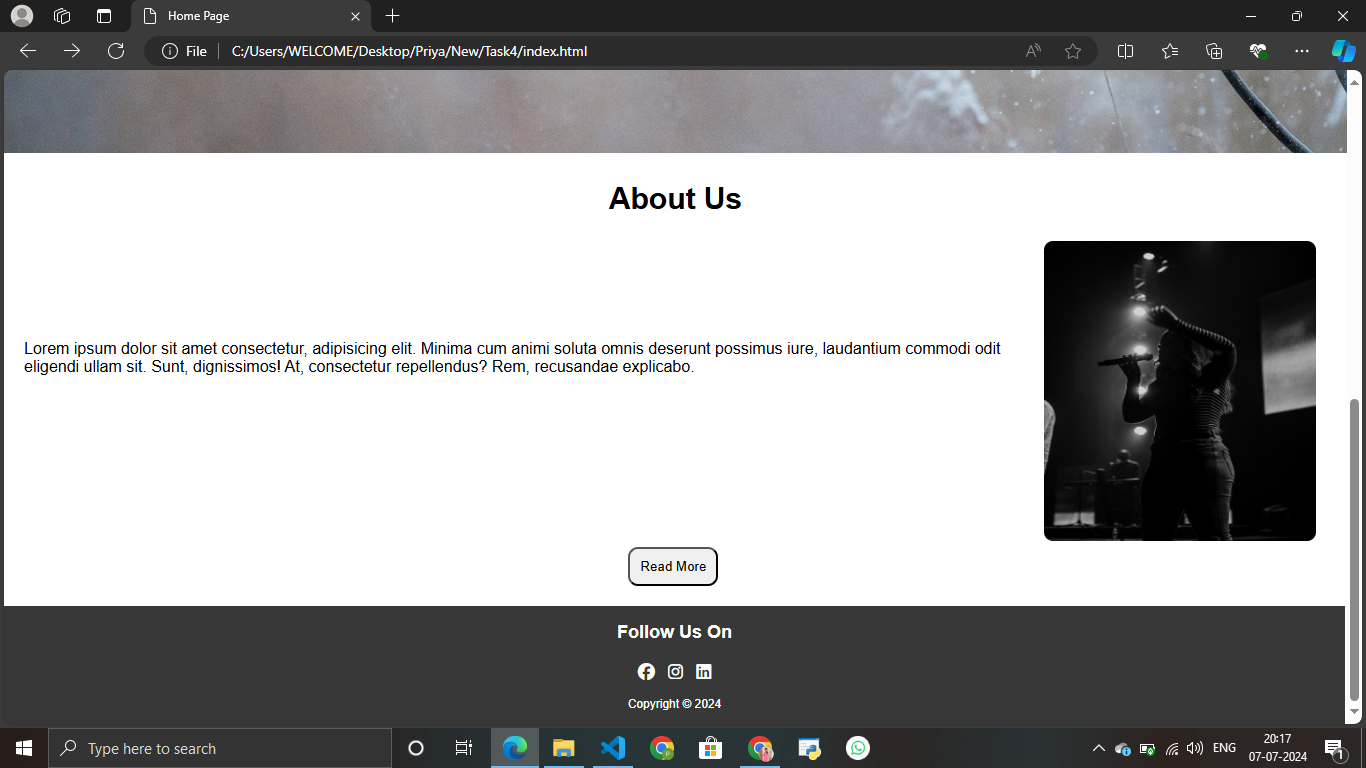 Home Page
File
C:/Users/WELCOME/Desktop/Priya/New/Task4/index.html
About Us
Lorem ipsum dolor sit amet consectetur, adipisicing elit. Minima cum animi soluta omnis deserunt possimus iure, laudantium commodi odit
eligendi ullam sit. Sunt, dignissimos! At, consectetur repellendus? Rem, recusandae explicabo.
Read More
Follow Us On
Copyright © 2024
Type here to search
ENG
20:17
07-07-2024
1